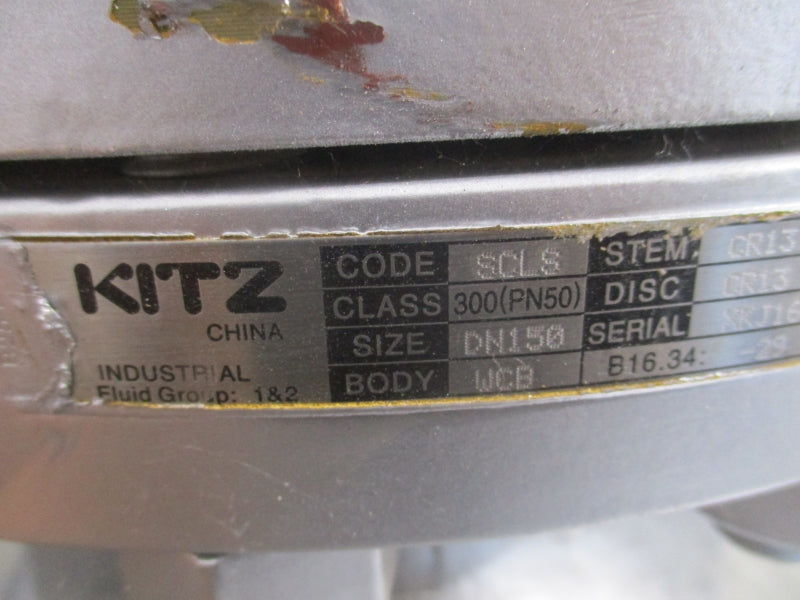 KITZ
CHINA
INDUSTRIAL
Fluid Group: 1&2
CODE SCLS
CLASS 300(PN50)
SIZE DN150
BODY WCB
STEM CR13
DISC CR13
SERIAL
B16.34: -29